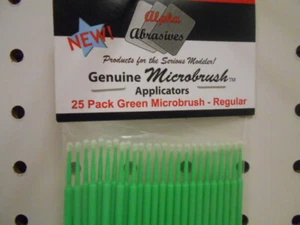 NEW!
Alpha
Abrasives
Products for the Serious Modeler!
Genuine Microbrush™
Applicators
25 Pack Green Microbrush - Regular